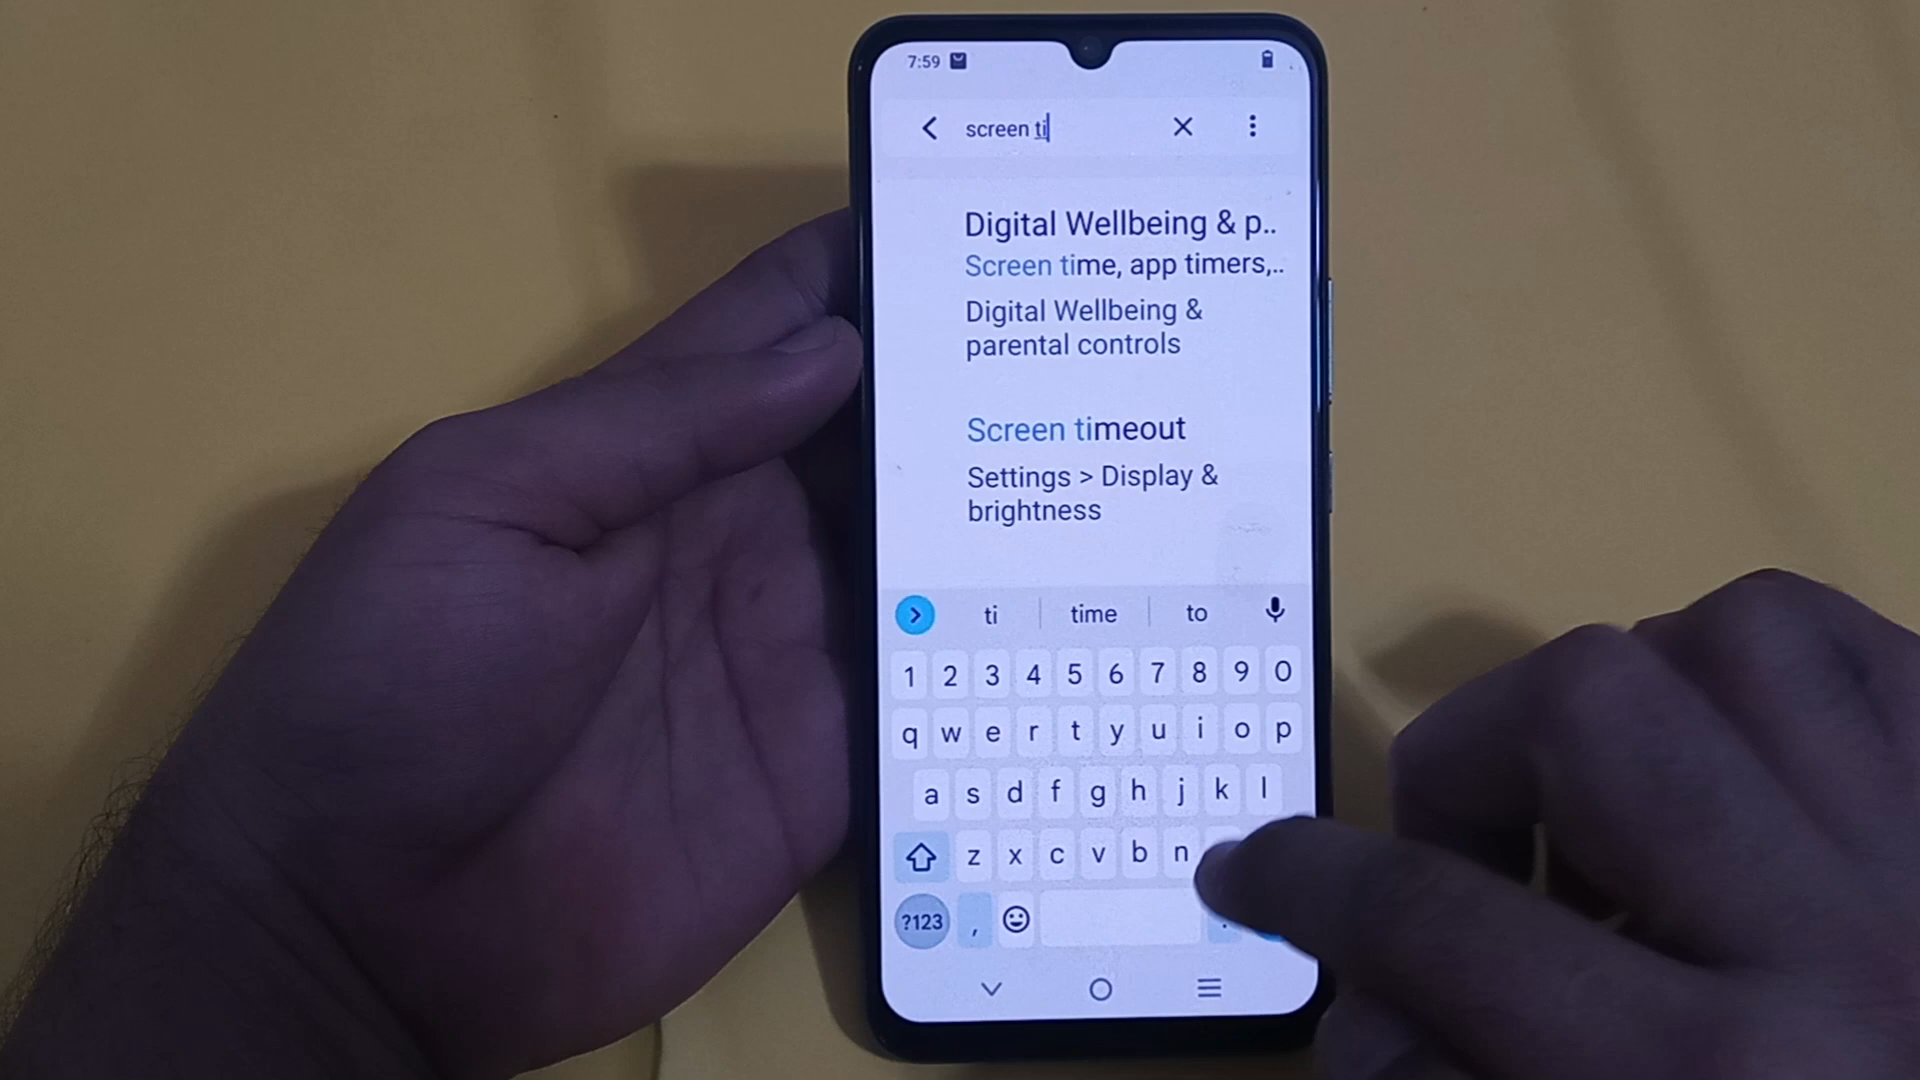 7:59
screen ti
Digital Wellbeing & p..
Screen time, app timers,..
Digital Wellbeing &
parental controls
Screen timeout
Settings > Display &
brightness
ti time to
1 2 3 4 5 6 7 8 9 0
q w e r t y u i o p
a s d f g h j k l
z x c v b n
?123 , .